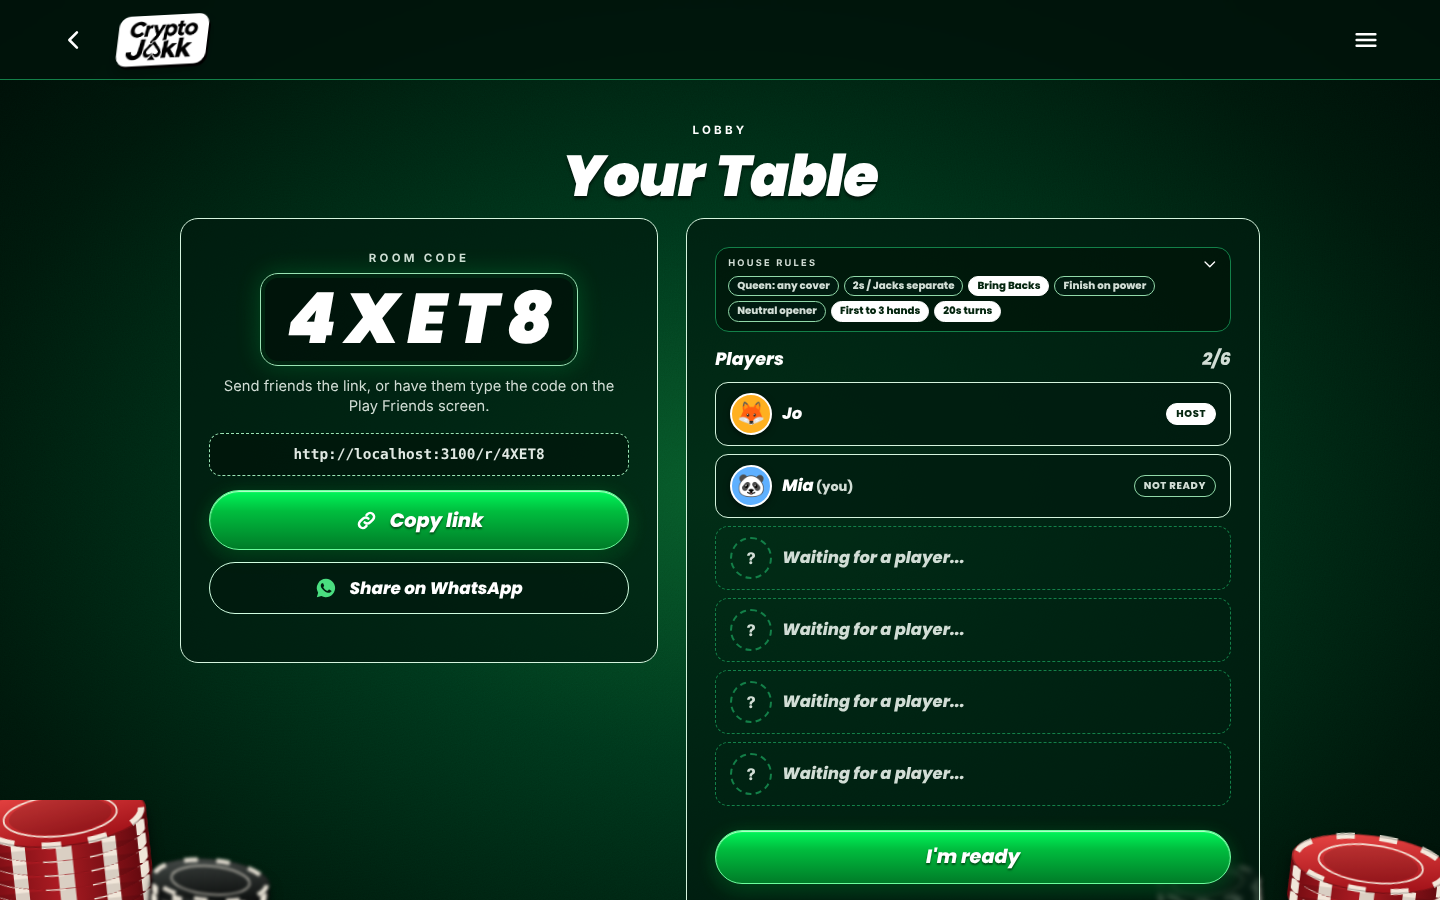 Crypto
Jokk
LOBBY
Your Table
ROOM CODE
4XET8
Send friends the link, or have them type the code on the
Play Friends screen.
http://localhost:3100/r/4XET8
Copy link
Share on WhatsApp
HOUSE RULES
Queen: any cover
2s / Jacks separate
Bring Backs
Finish on power
Neutral opener
First to 3 hands
20s turns
Players
2/6
Jo
HOST
Mia (you)
NOT READY
? Waiting for a player...
? Waiting for a player...
? Waiting for a player...
? Waiting for a player...
I'm ready